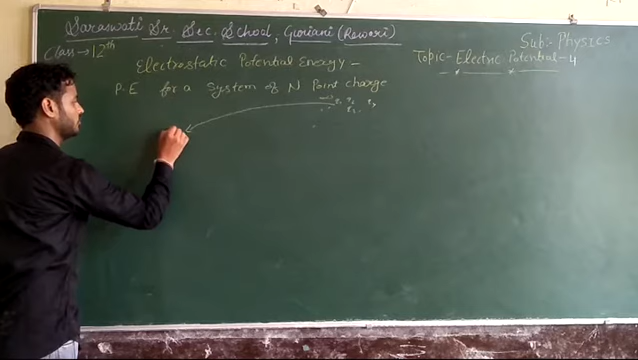 Saraswati Sr. Sec. School, Goriani (Rewari)
Class → 12th
Sub:- Physics
Topic - Electric Potential - 4
Electrostatic Potential Energy -
P.E for a System of N Point charge